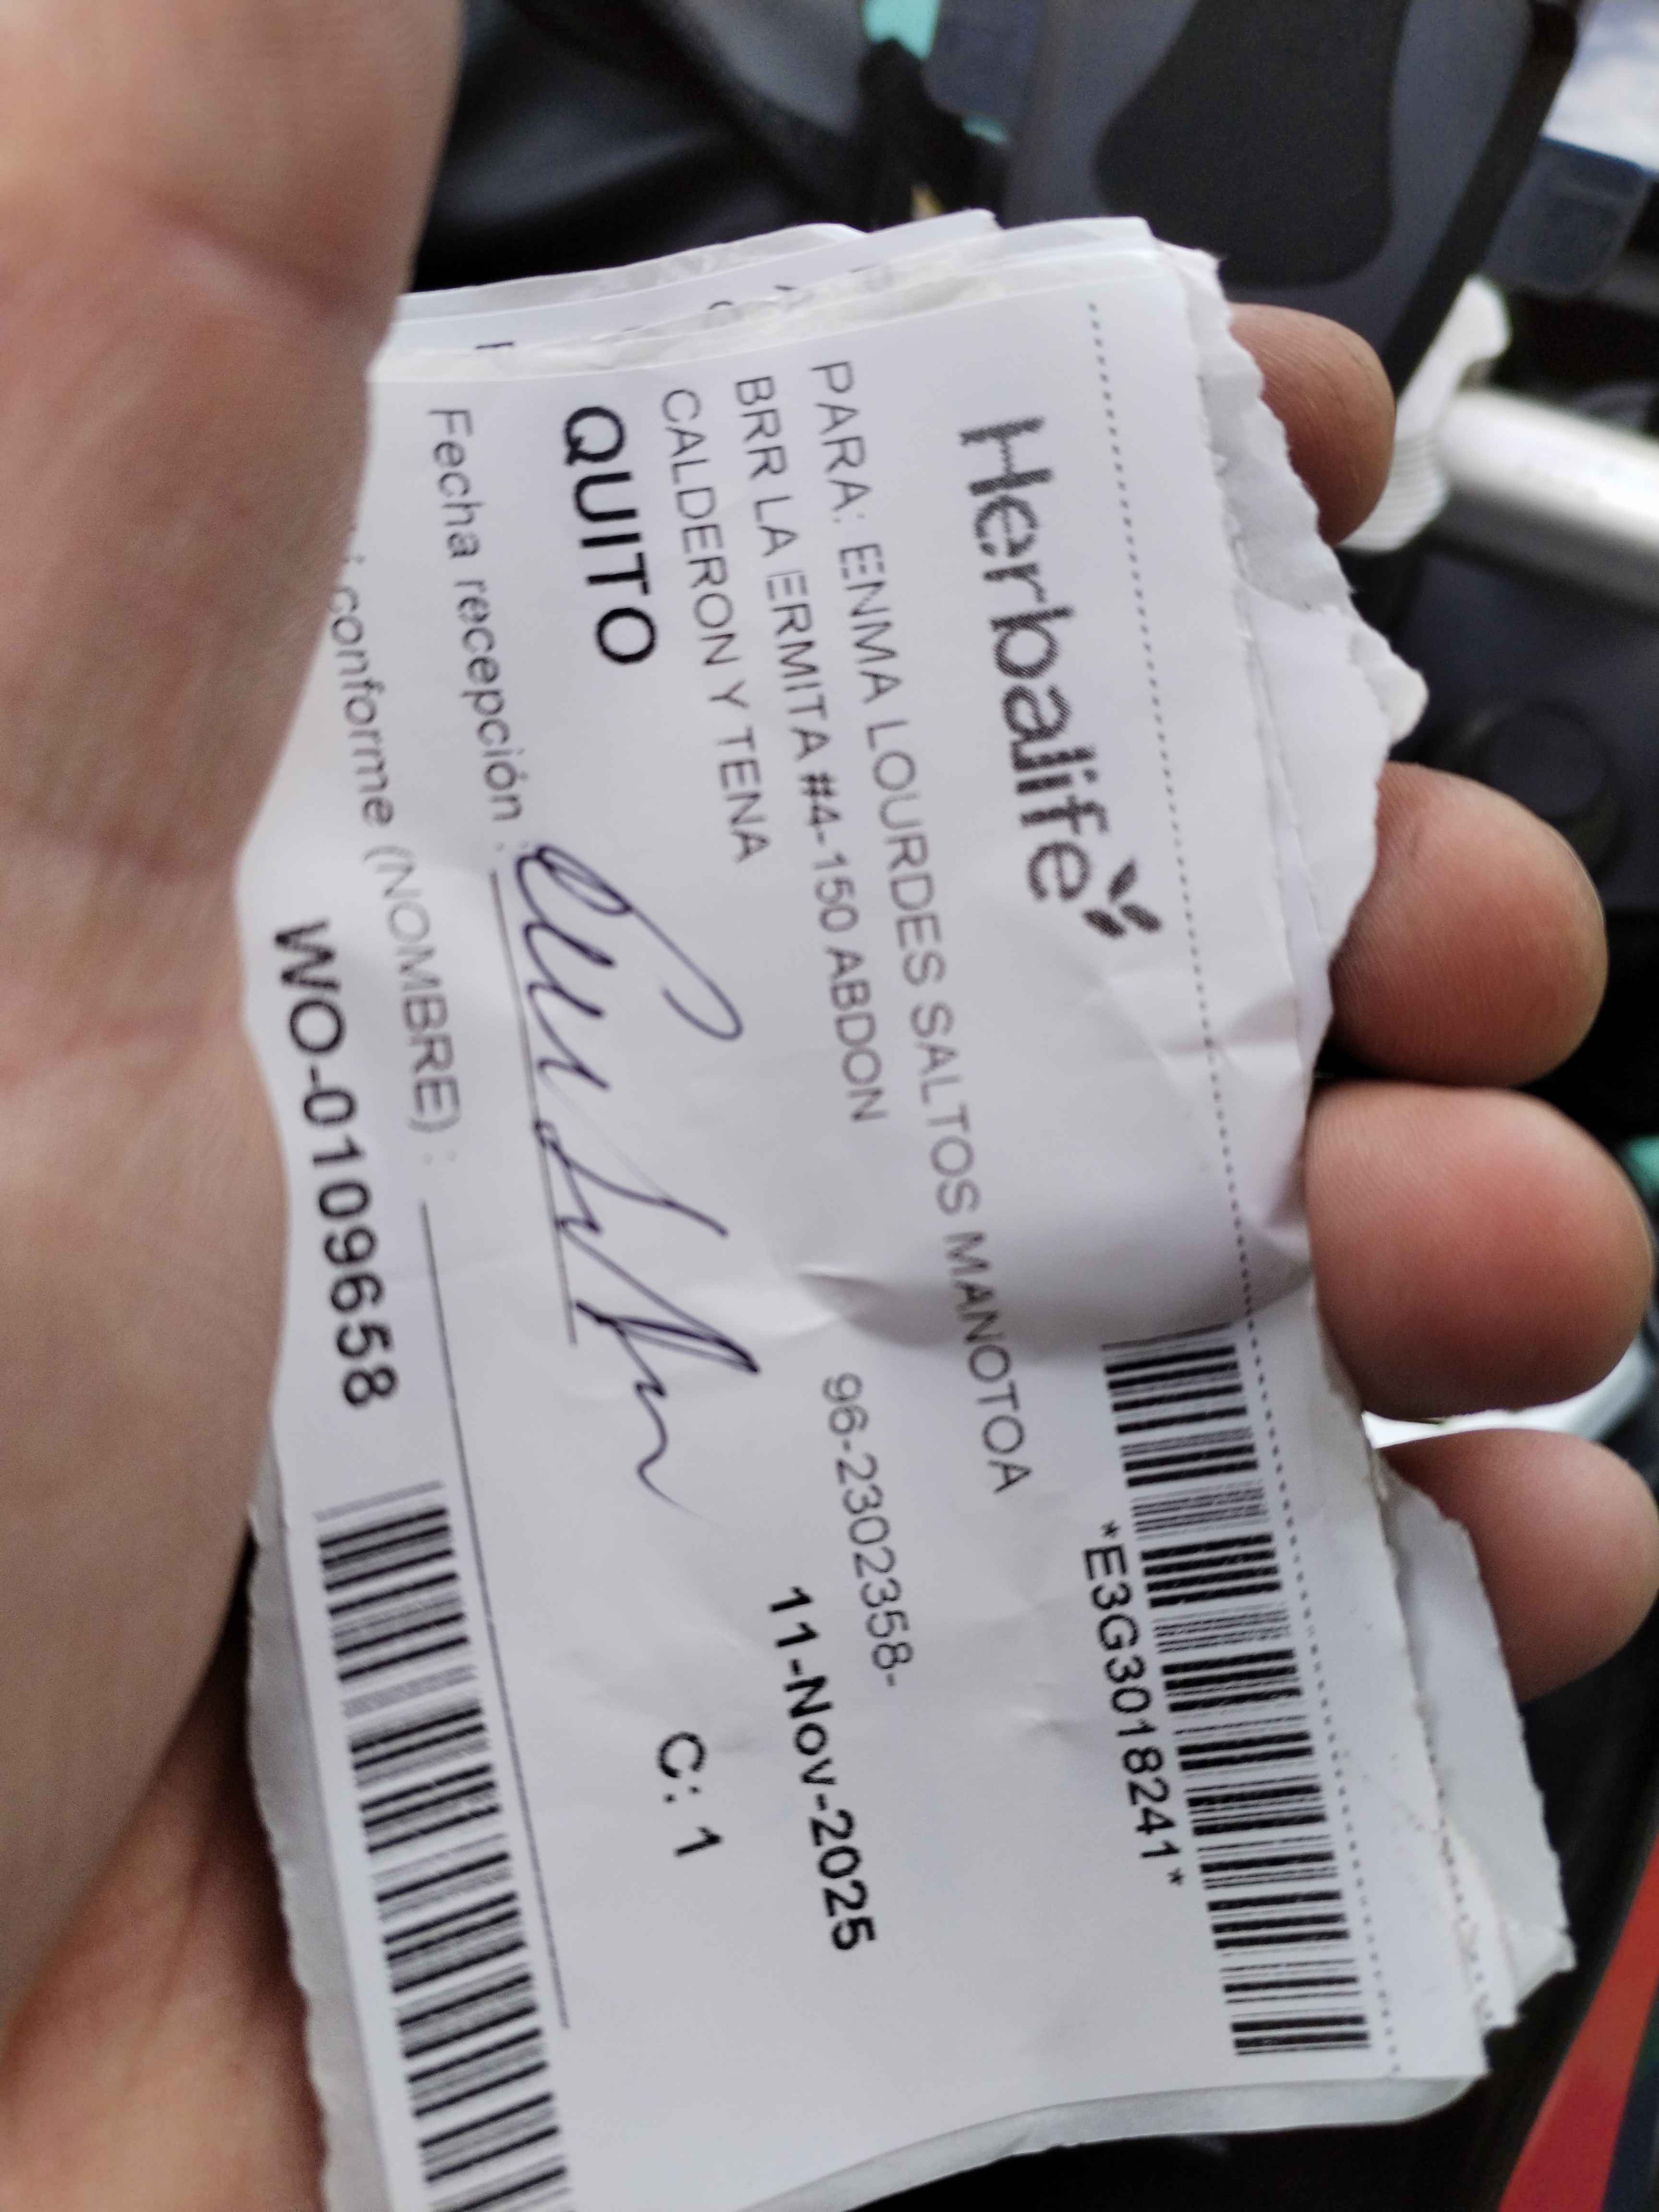 Herbalife
*E3G3018241*
PARA: ENMA LOURDES SALTOS MANOTOA
BRR LA ERMITA #4-150 ABDON
96-2302358-
CALDERON Y TENA
11-Nov-2025
QUITO
C: 1
Fecha recepción :
conforme (NOMBRE) :
WO-0109658